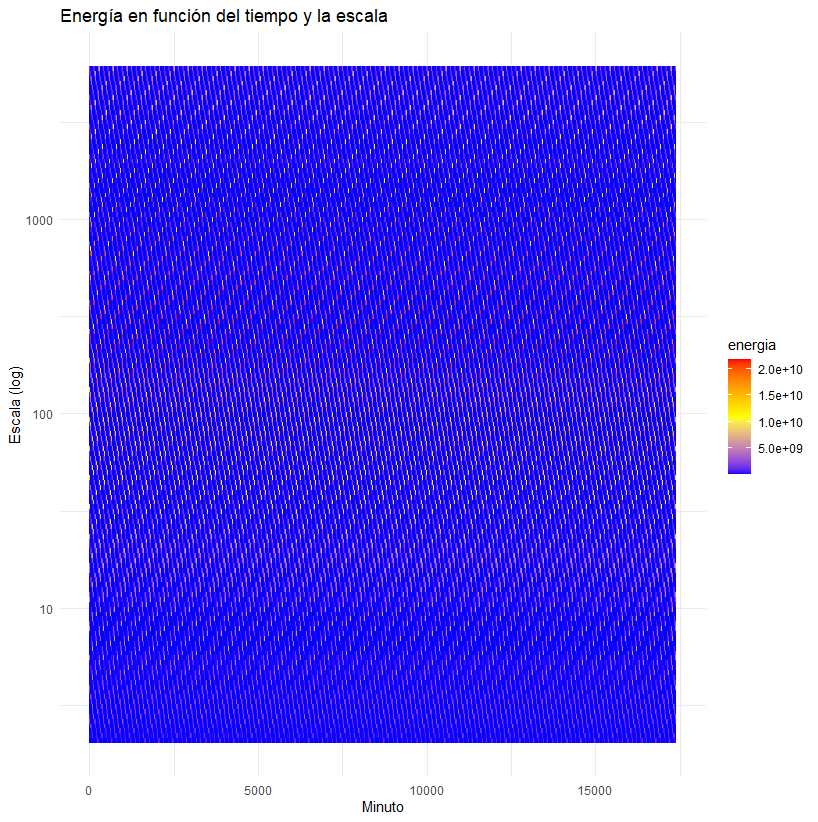 Energía en función del tiempo y la escala
1000
100
10
Escala (log)
0
5000
10000
15000
Minuto
energia
2.0e+10
1.5e+10
1.0e+10
5.0e+09